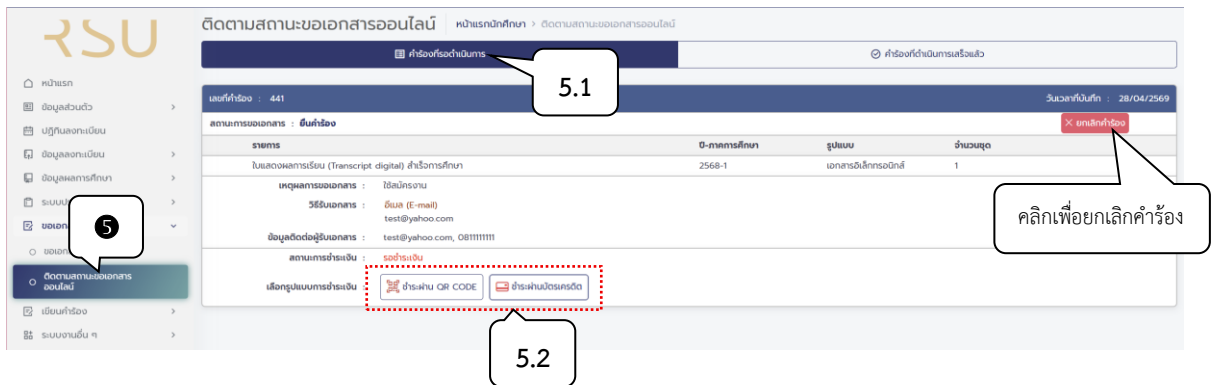 RSU
ติดตามสถานะขอเอกสารออนไลน์ หน้าแรกนักศึกษา > ติดตามสถานะขอเอกสารออนไลน์
คำร้องที่รอดำเนินการ
คำร้องที่ดำเนินการเสร็จแล้ว
5.1
หน้าแรก
ข้อมูลส่วนตัว
ปฏิทินลงทะเบียน
ข้อมูลลงทะเบียน
ข้อมูลผลการศึกษา
ขอเอก
5
ขอเอก
ติดตามสถานะขอเอกสาร
ออนไลน์
เขียนคำร้อง
ระบบงานอื่น ๆ
เลขที่คำร้อง : 441 วันเวลาที่บันทึก : 28/04/2569
สถานะการขอเอกสาร : ยื่นคำร้อง
ยกเลิกคำร้อง
รายการ ปี-ภาคการศึกษา รูปแบบ จำนวนชุด
ใบแสดงผลการเรียน (Transcript digital) สำเร็จการศึกษา 2568-1 เอกสารอิเล็กทรอนิกส์ 1
เหตุผลการขอเอกสาร : ใช้สมัครงาน
วิธีรับเอกสาร : อีเมล (E-mail)
test@yahoo.com
ข้อมูลติดต่อผู้รับเอกสาร : test@yahoo.com, 0811111111
สถานะการชำระเงิน : รอชำระเงิน
เลือกรูปแบบการชำระเงิน : ชำระผ่าน QR CODE ชำระผ่านบัตรเครดิต
คลิกเพื่อยกเลิกคำร้อง
5.2